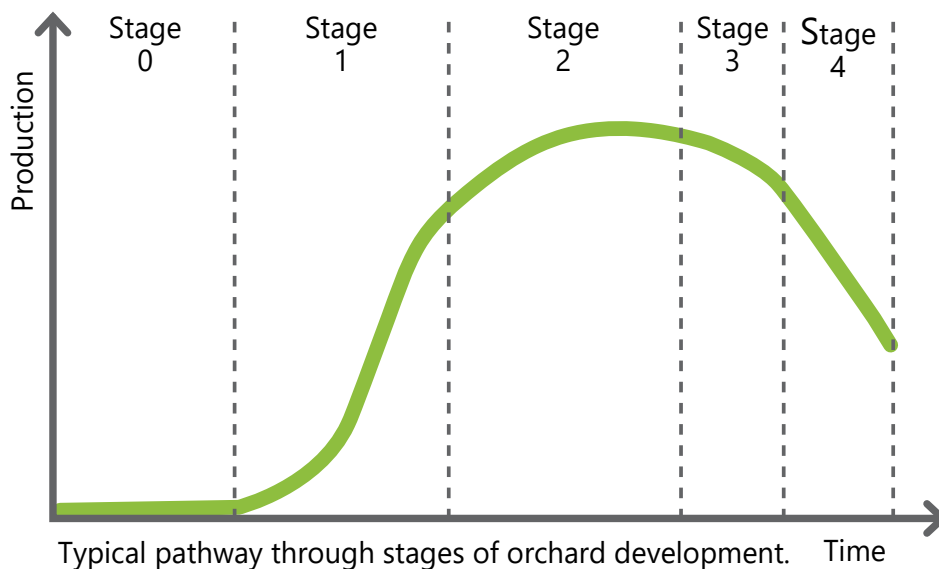 Stage
0
Stage
1
Stage
2
Stage
3
Stage
4
Production
Typical pathway through stages of orchard development.
Time